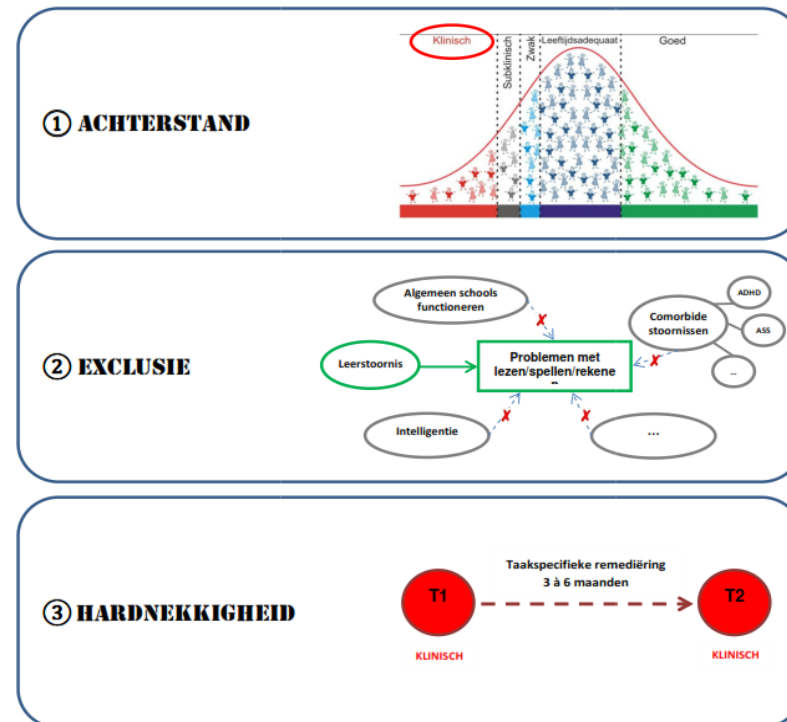 Klinisch
Subklinisch
Zwak
Leeftijdsadequaat
Goed
① ACHTERSTAND
Algemeen schools
functioneren
ADHD
Comorbide
stoornissen
ASS
...
② EXCLUSIE
Leerstoornis
Problemen met
lezen/spellen/rekene
Intelligentie
...
Taakspecifieke remediëring
3 à 6 maanden
③ HARDNEKKIGHEID
T1
T2
KLINISCH
KLINISCH